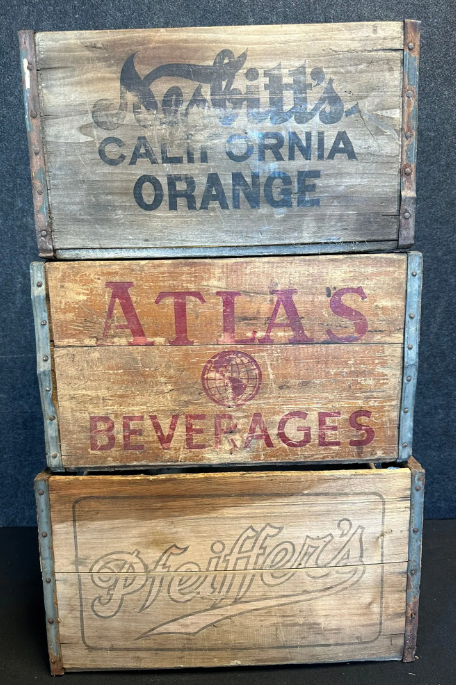 Nesbitt's
CALIFORNIA
ORANGE
ATLAS
BEVERAGES
Pfeiffer's